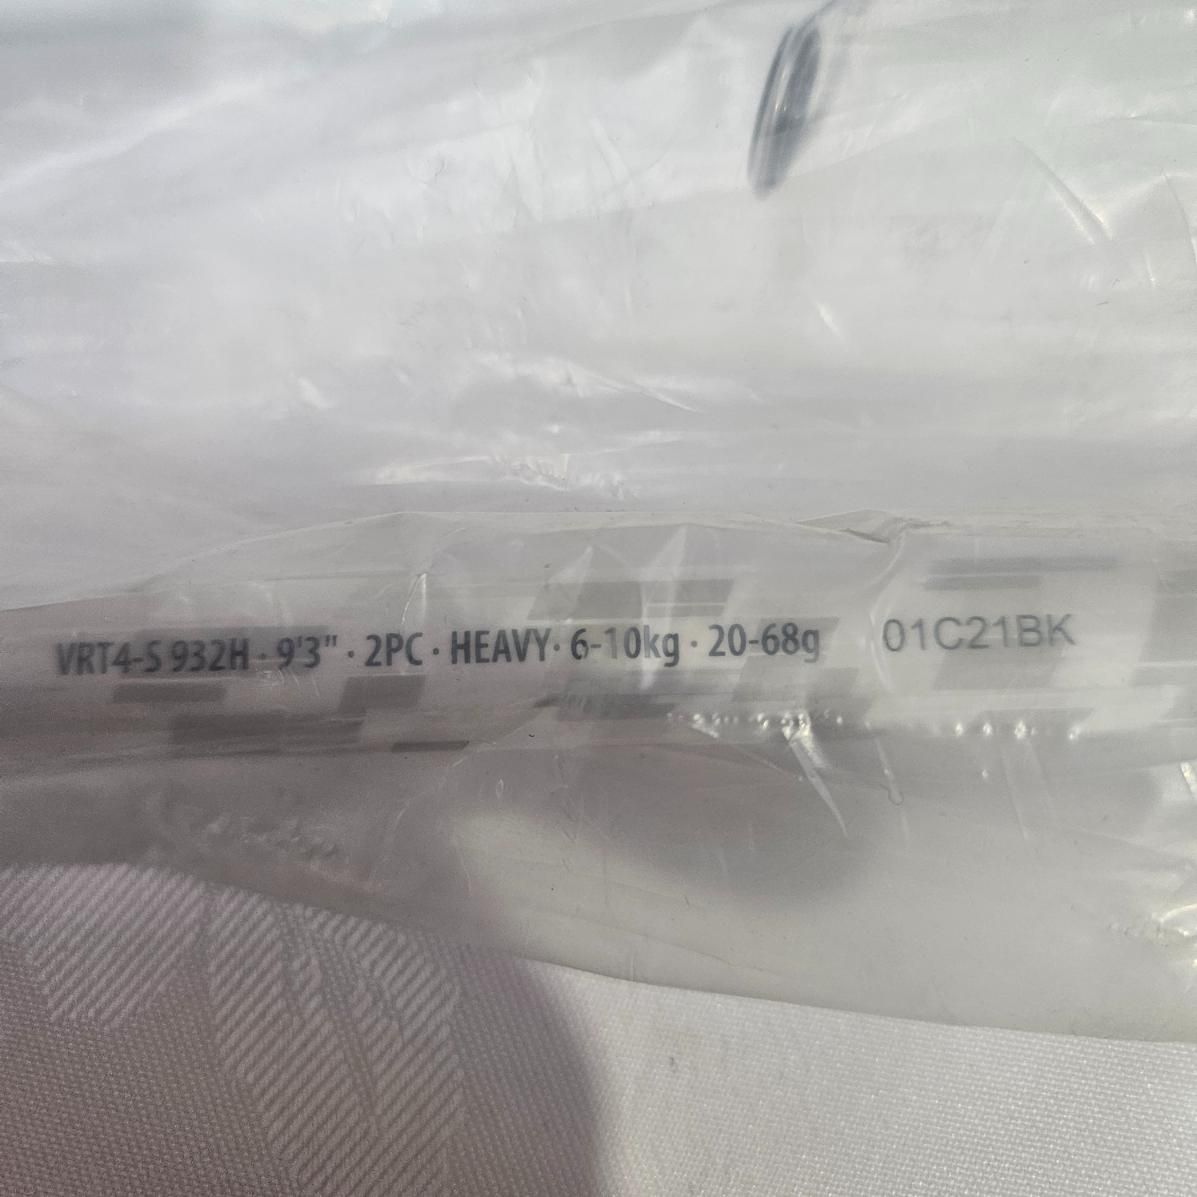 VRT4-S 932H · 9'3" · 2PC · HEAVY · 6-10kg · 20-68g 01C21BK